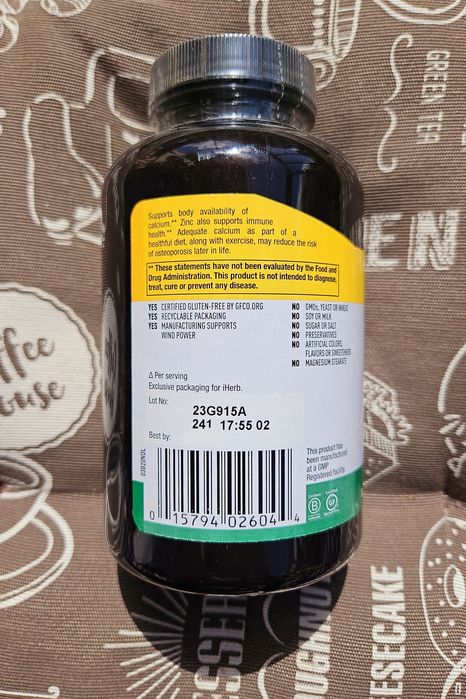 Supports body availability of
calcium.** Zinc also supports immune
health.** Adequate calcium as part of a
healthful diet, along with exercise, may reduce the risk
of osteoporosis later in life.
** These statements have not been evaluated by the Food and
Drug Administration. This product is not intended to diagnose,
treat, cure or prevent any disease.
YES CERTIFIED GLUTEN-FREE BY GFCO.ORG
YES RECYCLABLE PACKAGING
YES MANUFACTURING SUPPORTS
WIND POWER
NO GMOs, YEAST OR WHEAT
NO SOY OR MILK
NO SUGAR OR SALT
NO PRESERVATIVES
NO ARTIFICIAL COLORS,
FLAVORS OR SWEETENERS
NO MAGNESIUM STEARATE
△ Per serving
Exclusive packaging for iHerb.
Lot No:
23G915A
241 17:55 02
Best by:
This product has
been manufactured
at a GMP
Registered facility.
0 15794 02604 4
Certified
B
GF
GREEN TEA
EN
ffee
ouse
CHEESECAKE